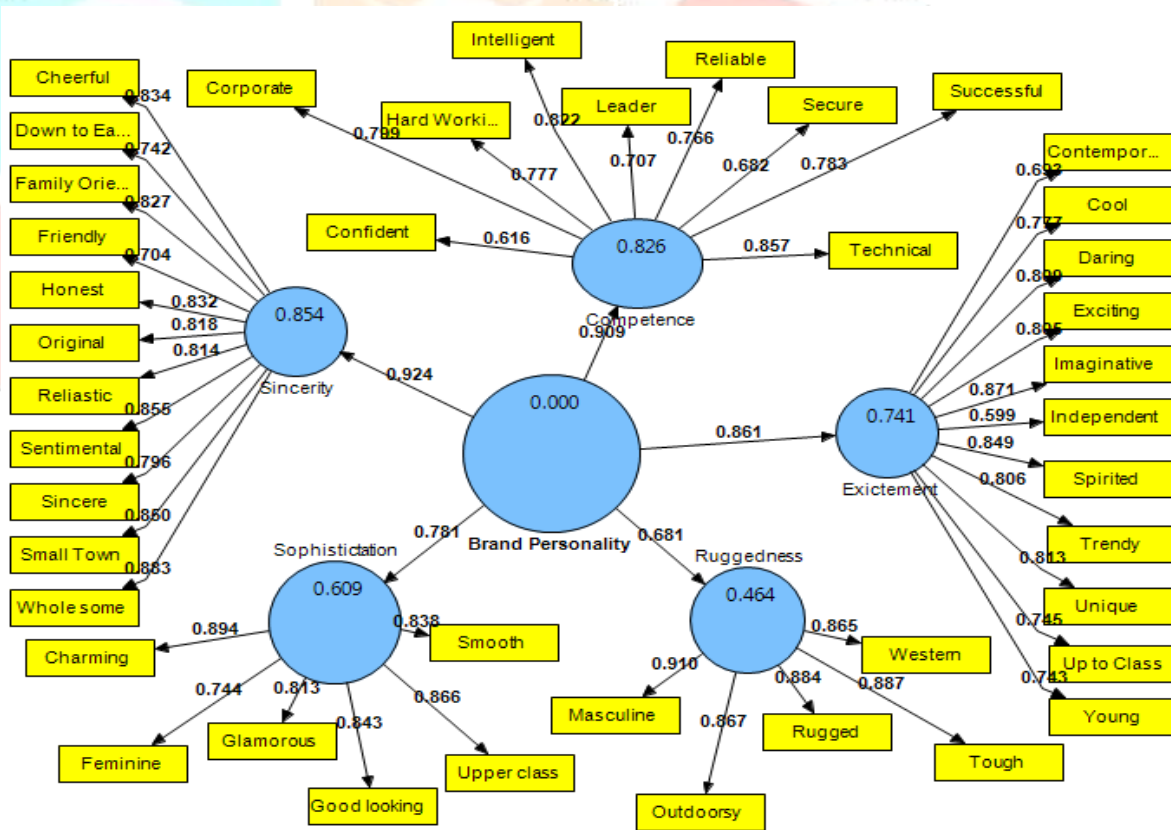 Intelligent
Reliable
Cheerful
Corporate
Successful
0.834
Hard Worki...
Leader
Secure
Down to Ea...
0.799
0.822
0.766
Contempor...
0.742
0.777
0.707
0.682
0.783
0.693
Family Orie...
Cool
0.827
0.777
Friendly
Confident
0.616
0.826
0.857
Technical
Daring
0.704
Honest
0.832
Exciting
0.854
Competence
0.818
0.909
Original
0.814
Imaginative
Sincerity
0.871
Reliastic
0.924
0.000
0.741
0.599
Independent
0.855
0.861
0.849
Sentimental
0.796
0.806
Spirited
Exictement
Sincere
0.781
0.681
Trendy
Sophistictation
Brand Personality
Ruggedness
0.813
Small Town
0.883
0.609
0.464
Unique
Whole some
0.838
0.865
0.745
0.894
Smooth
Western
Up to Class
Charming
0.743
0.744
0.813
0.866
0.910
0.884
0.887
Masculine
Young
0.843
0.867
Glamorous
Rugged
Feminine
Upper class
Tough
Good looking
Outdoorsy